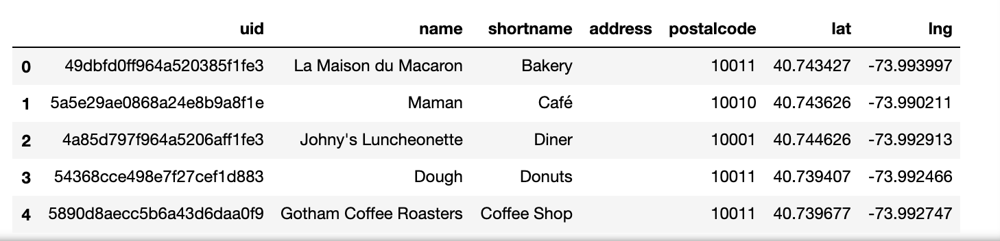 uid name shortname address postalcode lat lng
0 49dbfd0ff964a520385f1fe3 La Maison du Macaron Bakery 10011 40.743427 -73.993997
1 5a5e29ae0868a24e8b9a8f1e Maman Café 10010 40.743626 -73.990211
2 4a85d797f964a5206aff1fe3 Johny's Luncheonette Diner 10001 40.744626 -73.992913
3 54368cce498e7f27cef1d883 Dough Donuts 10011 40.739407 -73.992466
4 5890d8aecc5b6a43d6daa0f9 Gotham Coffee Roasters Coffee Shop 10011 40.739677 -73.992747